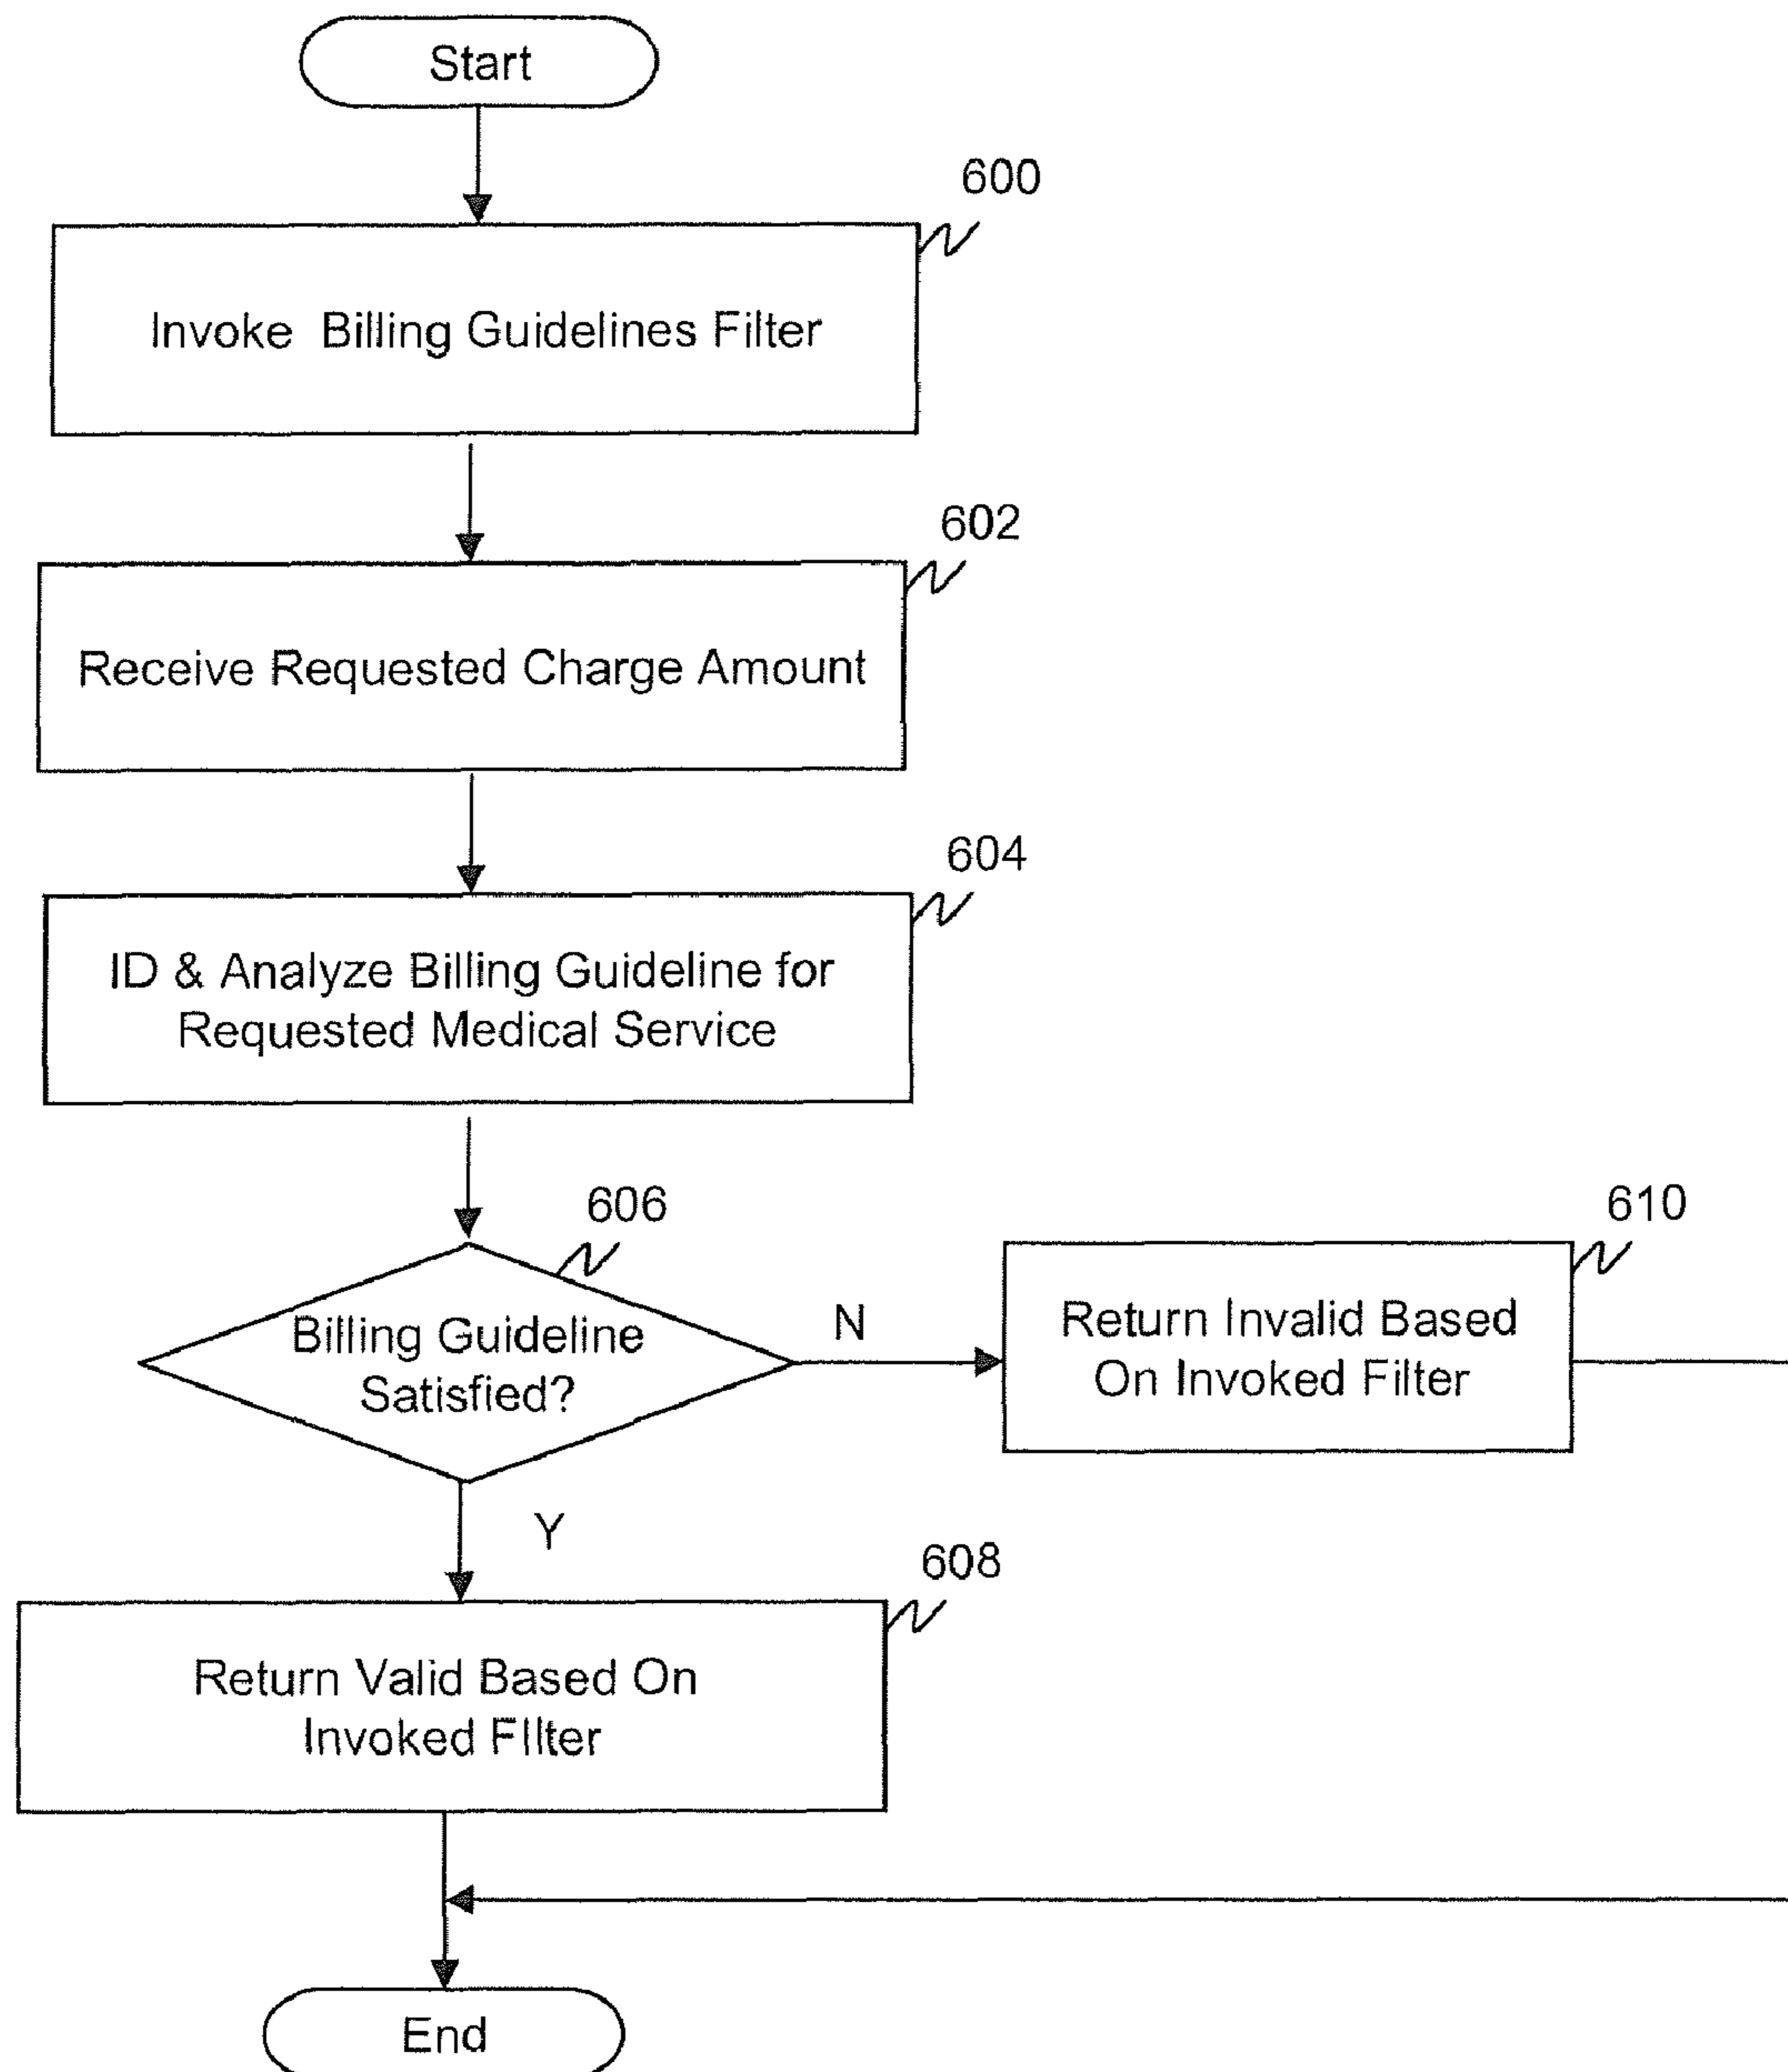 Start
600
Invoke Billing Guidelines Filter
602
Receive Requested Charge Amount
604
ID & Analyze Billing Guideline for
Requested Medical Service
606
Billing Guideline
Satisfied?
N
610
Return Invalid Based
On Invoked Filter
Y
608
Return Valid Based On
Invoked FIlter
End